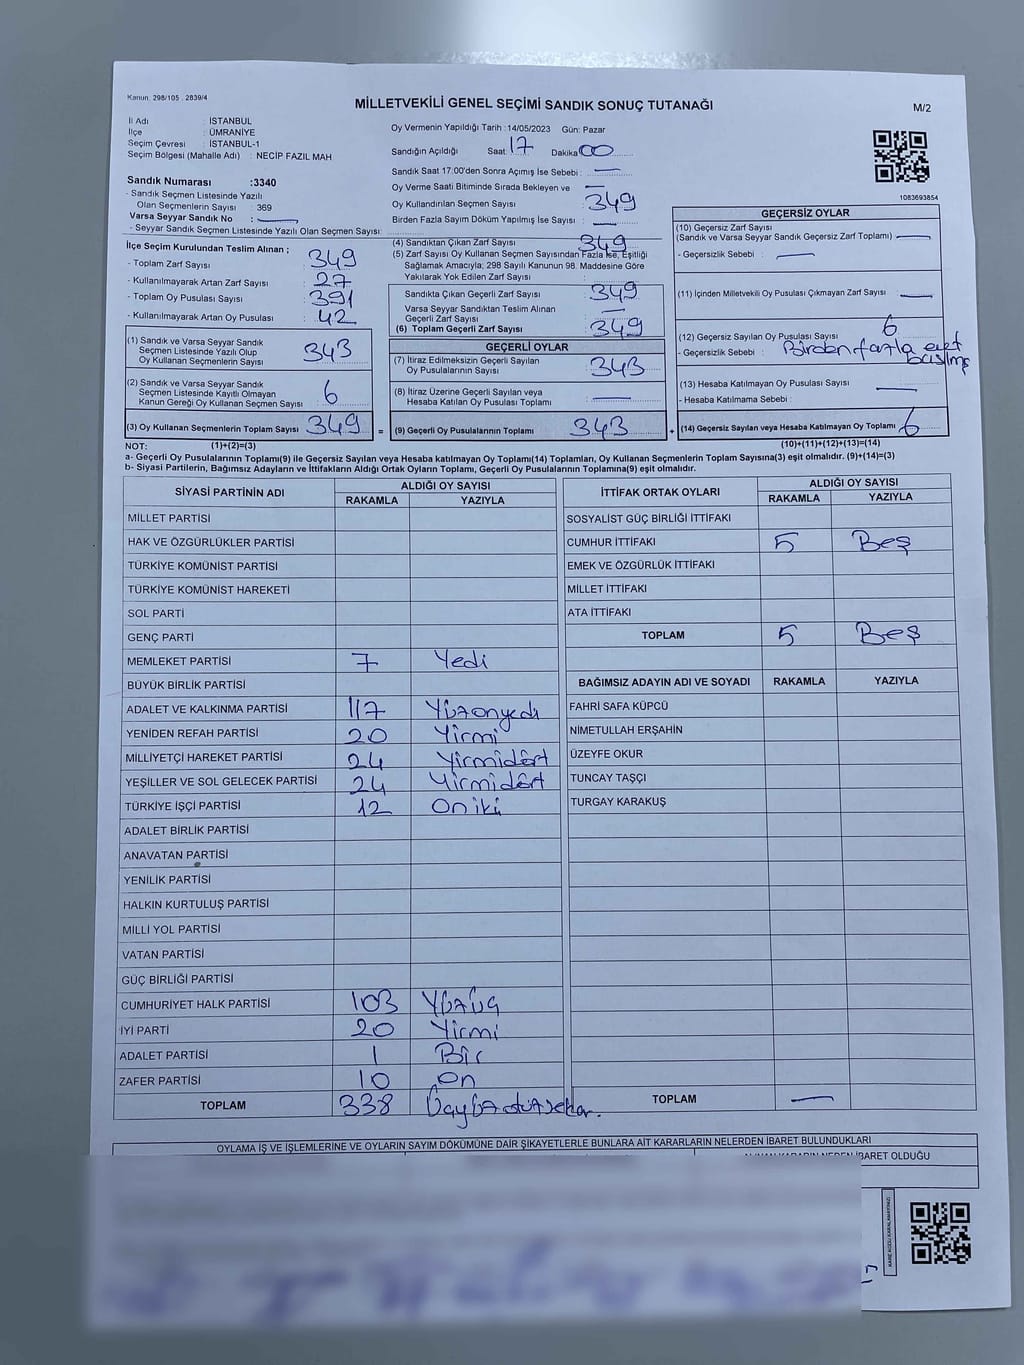 Kanun: 298/105 , 2839/4
MİLLETVEKİLİ GENEL SEÇİMİ SANDIK SONUÇ TUTANAĞI
M/2
İl Adı : İSTANBUL
İlçe : ÜMRANİYE
Seçim Çevresi : İSTANBUL-1
Seçim Bölgesi (Mahalle Adı) : NECİP FAZIL MAH
Sandık Numarası :3340
- Sandık Seçmen Listesinde Yazılı
Olan Seçmenlerin Sayısı : 369
Varsa Seyyar Sandık No :
- Seyyar Sandık Seçmen Listesinde Yazılı Olan Seçmen Sayısı:
Oy Vermenin Yapıldığı Tarih : 14/05/2023 Gün: Pazar
Sandığın Açıldığı Saat 17 Dakika 00
Sandık Saat 17:00'den Sonra Açımış İse Sebebi :
Oy Verme Saati Bitiminde Sırada Bekleyen ve
Oy Kullandırılan Seçmen Sayısı : 349
Birden Fazla Sayım Döküm Yapılmış İse Sayısı :
1083693854
İlçe Seçim Kurulundan Teslim Alınan ;
- Toplam Zarf Sayısı : 349
- Kullanılmayarak Artan Zarf Sayısı : 27
- Toplam Oy Pusulası Sayısı : 391
- Kullanılmayarak Artan Oy Pusulası : 42
(1) Sandık ve Varsa Seyyar Sandık
Seçmen Listesinde Yazılı Olup
Oy Kullanan Seçmenlerin Sayısı 343
(2) Sandık ve Varsa Seyyar Sandık
Seçmen Listesinde Kayıtlı Olmayan
Kanun Gereği Oy Kullanan Seçmen Sayısı 6
(3) Oy Kullanan Seçmenlerin Toplam Sayısı 349 =
(4) Sandıktan Çıkan Zarf Sayısı 349
(5) Zarf Sayısı Oy Kullanan Seçmen Sayısından Fazla İse, Eşitliği
Sağlamak Amacıyla; 298 Sayılı Kanunun 98. Maddesine Göre
Yakılarak Yok Edilen Zarf Sayısı :
Sandıkta Çıkan Geçerli Zarf Sayısı 349
Varsa Seyyar Sandıktan Teslim Alınan
Geçerli Zarf Sayısı
(6) Toplam Geçerli Zarf Sayısı 349
GEÇERLİ OYLAR
(7) İtiraz Edilmeksizin Geçerli Sayılan
Oy Pusulalarının Sayısı 343
(8) İtiraz Üzerine Geçerli Sayılan veya
Hesaba Katılan Oy Pusulası Toplamı
(9) Geçerli Oy Pusulalarının Toplamı 343 +
GEÇERSİZ OYLAR
(10) Geçersiz Zarf Sayısı
(Sandık ve Varsa Seyyar Sandık Geçersiz Zarf Toplamı)
- Geçersizlik Sebebi :
(11) İçinden Milletvekili Oy Pusulası Çıkmayan Zarf Sayısı
(12) Geçersiz Sayılan Oy Pusulası Sayısı 6
- Geçersizlik Sebebi : Birden fazla evet
basılmış
(13) Hesaba Katılmayan Oy Pusulası Sayısı
- Hesaba Katılmama Sebebi :
(14) Geçersiz Sayılan veya Hesaba Katılmayan Oy Toplamı 6
NOT: (1)+(2)=(3)
(10)+(11)+(12)+(13)=(14)
a- Geçerli Oy Pusulalarının Toplamı(9) ile Geçersiz Sayılan veya Hesaba katılmayan Oy Toplamı(14) Toplamları, Oy Kullanan Seçmenlerin Toplam Sayısına(3) eşit olmalıdır. (9)+(14)=(3)
b- Siyasi Partilerin, Bağımsız Adayların ve İttifakların Aldığı Ortak Oyların Toplamı, Geçerli Oy Pusulalarının Toplamına(9) eşit olmalıdır.
SİYASİ PARTİNİN ADI ALDIĞI OY SAYISI
RAKAMLA YAZIYLA
MİLLET PARTİSİ
HAK VE ÖZGÜRLÜKLER PARTİSİ
TÜRKİYE KOMÜNİST PARTİSİ
TÜRKİYE KOMÜNİST HAREKETİ
SOL PARTİ
GENÇ PARTİ
MEMLEKET PARTİSİ 7 Yedi
BÜYÜK BİRLİK PARTİSİ
ADALET VE KALKINMA PARTİSİ 117 Yüzonyedi
YENİDEN REFAH PARTİSİ 20 Yirmi
MİLLİYETÇİ HAREKET PARTİSİ 24 Yirmidört
YEŞİLLER VE SOL GELECEK PARTİSİ 24 Yirmidört
TÜRKİYE İŞÇİ PARTİSİ 12 Oniki
ADALET BİRLİK PARTİSİ
ANAVATAN PARTİSİ
YENİLİK PARTİSİ
HALKIN KURTULUŞ PARTİSİ
MİLLİ YOL PARTİSİ
VATAN PARTİSİ
GÜÇ BİRLİĞİ PARTİSİ
CUMHURİYET HALK PARTİSİ 103 Yüzüç
İYİ PARTİ 20 Yirmi
ADALET PARTİSİ 1 Bir
ZAFER PARTİSİ 10 On
TOPLAM 338 Üçyüzotuzsekiz.
İTTİFAK ORTAK OYLARI ALDIĞI OY SAYISI
RAKAMLA YAZIYLA
SOSYALİST GÜÇ BİRLİĞİ İTTİFAKI
CUMHUR İTTİFAKI 5 Beş
EMEK VE ÖZGÜRLÜK İTTİFAKI
MİLLET İTTİFAKI
ATA İTTİFAKI
TOPLAM 5 Beş
BAĞIMSIZ ADAYIN ADI VE SOYADI RAKAMLA YAZIYLA
FAHRİ SAFA KÜPCÜ
NİMETULLAH ERŞAHİN
ÜZEYFE OKUR
TUNCAY TAŞÇI
TURGAY KARAKUŞ
TOPLAM
OYLAMA İŞ VE İŞLEMLERİNE VE OYLARIN SAYIM DÖKÜMÜNE DAİR ŞİKAYETLERLE BUNLARA AİT KARARLARIN NELERDEN İBARET BULUNDUKLARI
ALINAN KARARIN NEDEN İBARET OLDUĞU